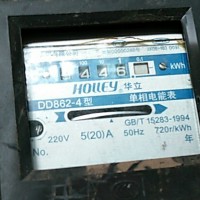 446 kWh
HOLLEY 华立
DD862-4型 单相电能表
GB/T 15283-1994
220V 5(20)A 50Hz 720r/kWh
No. 年